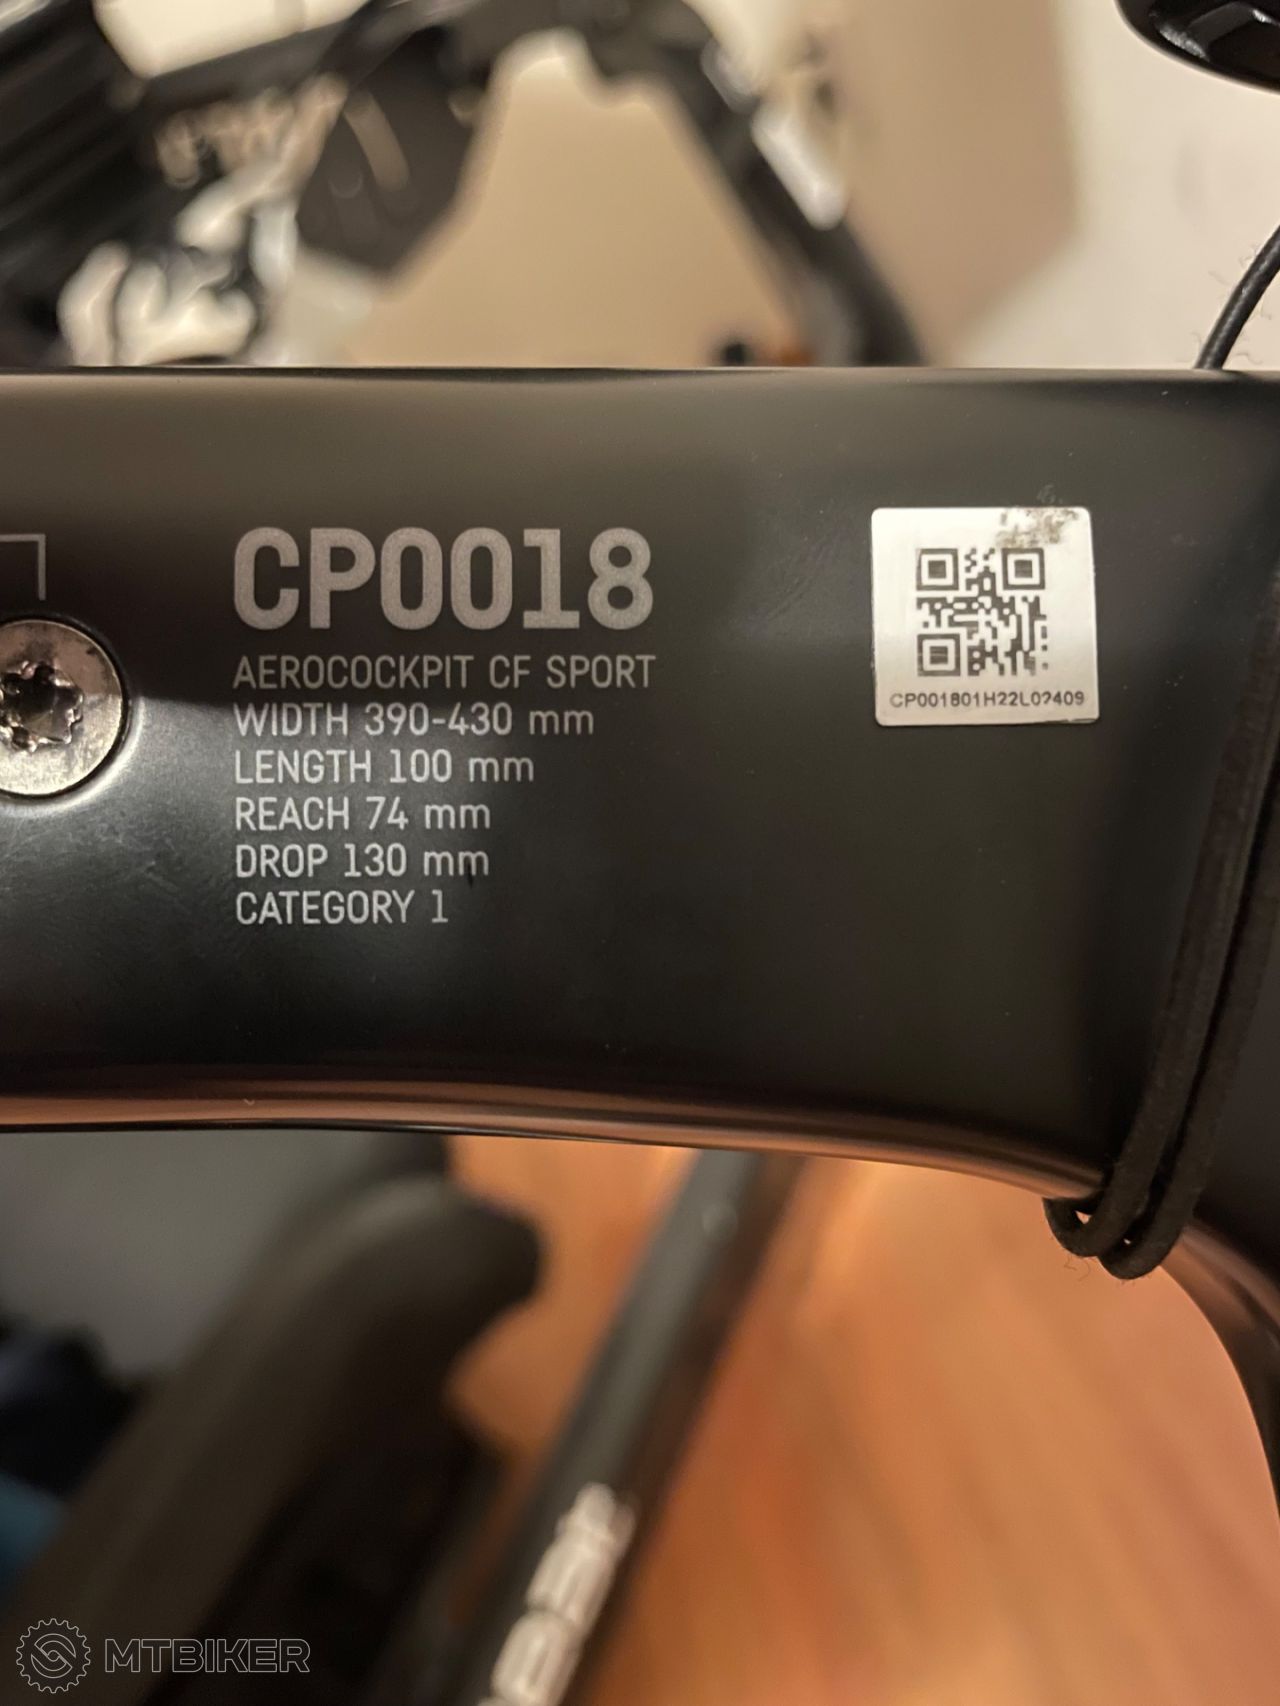 CP0018
AEROCOCKPIT CF SPORT
WIDTH 390-430 mm
LENGTH 100 mm
REACH 74 mm
DROP 130 mm
CATEGORY 1
CP001801H22L02409
MTBIKER